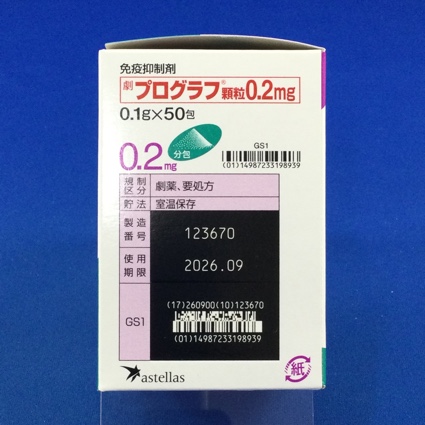 免疫抑制剤
劇 プログラフ® 顆粒0.2mg
0.1g×50包
0.2mg 分包
GS1
(01)14987233198939
規制区分 劇薬、要処方
貯法 室温保存
製造番号 123670
使用期限 2026.09
GS1
(17)260900(10)123670
(01)14987233198939
astellas
紙